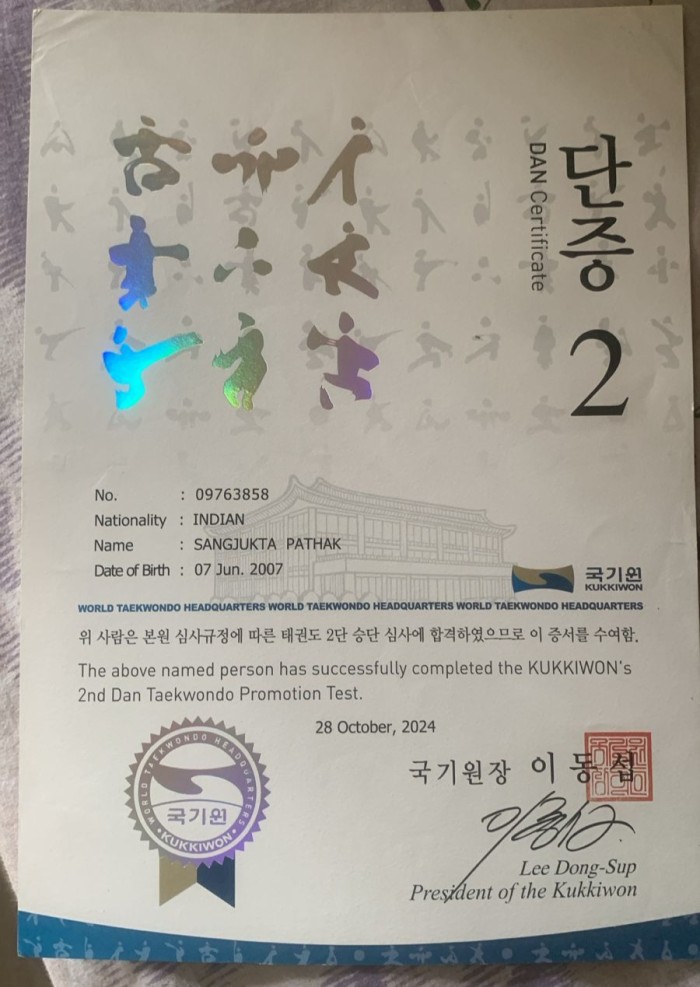 단증 2
DAN Certificate
No. : 09763858
Nationality : INDIAN
Name : SANGJUKTA PATHAK
Date of Birth : 07 Jun. 2007
국기원
KUKKIWON
WORLD TAEKWONDO HEADQUARTERS WORLD TAEKWONDO HEADQUARTERS WORLD TAEKWONDO HEADQUARTERS
위 사람은 본원 심사규정에 따른 태권도 2단 승단 심사에 합격하였으므로 이 증서를 수여함.
The above named person has successfully completed the KUKKIWON's
2nd Dan Taekwondo Promotion Test.
28 October, 2024
WORLD TAEKWONDO HEADQUARTERS
국기원
KUKKIWON
국기원장 이동섭
Lee Dong-Sup
President of the Kukkiwon